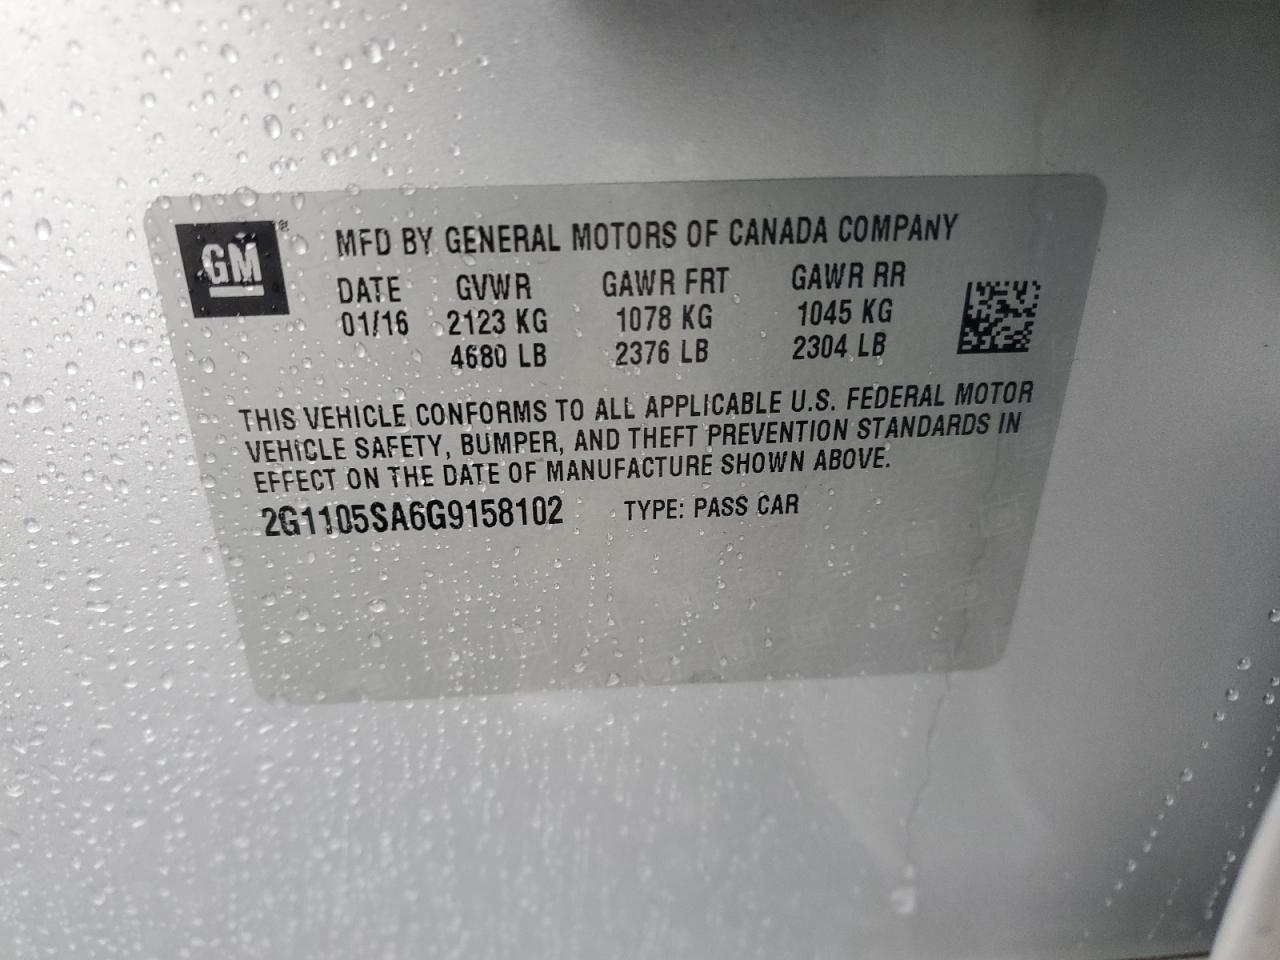 GM ®
MFD BY GENERAL MOTORS OF CANADA COMPANY
DATE GVWR GAWR FRT GAWR RR
01/16 2123 KG 1078 KG 1045 KG
4680 LB 2376 LB 2304 LB
THIS VEHICLE CONFORMS TO ALL APPLICABLE U.S. FEDERAL MOTOR
VEHICLE SAFETY, BUMPER, AND THEFT PREVENTION STANDARDS IN
EFFECT ON THE DATE OF MANUFACTURE SHOWN ABOVE.
2G1105SA6G9158102 TYPE: PASS CAR